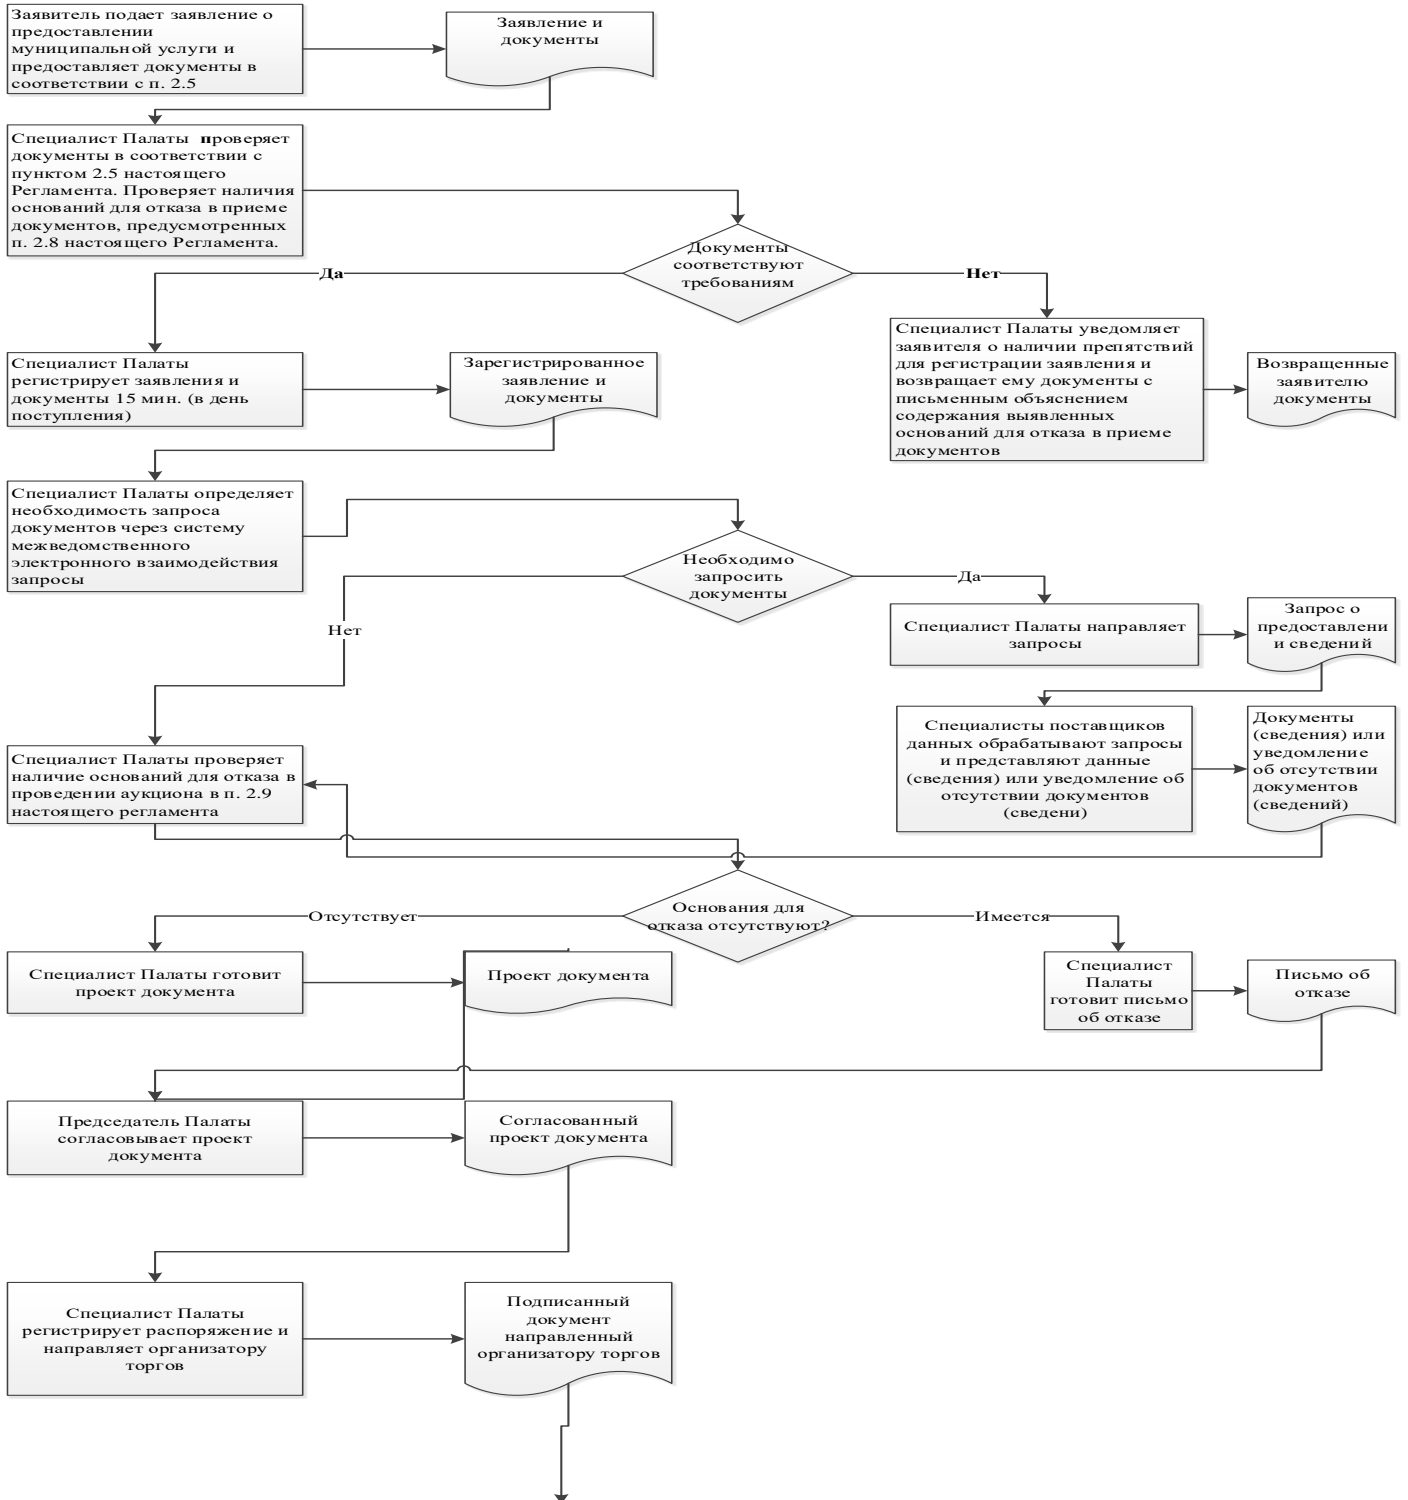 Заявитель подает заявление о
предоставлении
муниципальной услуги и
предоставляет документы в
соответствии с п. 2.5
Заявление и
документы
Специалист Палаты проверяет
документы в соответствии с
пунктом 2.5 настоящего
Регламента. Проверяет наличия
оснований для отказа в приеме
документов, предусмотренных
п. 2.8 настоящего Регламента.
Документы
соответствуют
требованиям
Да
Нет
Специалист Палаты
регистрирует заявления и
документы 15 мин. (в день
поступления)
Зарегистрированное
заявление и
документы
Специалист Палаты уведомляет
заявителя о наличии препятствий
для регистрации заявления и
возвращает ему документы с
письменным объяснением
содержания выявленных
оснований для отказа в приеме
документов
Возвращенные
заявителю
документы
Специалист Палаты определяет
необходимость запроса
документов через систему
межведомственного
электронного взаимодействия
запросы
Необходимо
запросить
документы
Да
Нет
Специалист Палаты направляет
запросы
Запрос о
предоставлени
и сведений
Специалисты поставщиков
данных обрабатывают запросы
и представляют данные
(сведения) или уведомление об
отсутствии документов
(сведени)
Документы
(сведения) или
уведомление
об отсутствии
документов
(сведений)
Специалист Палаты проверяет
наличие оснований для отказа в
проведении аукциона в п. 2.9
настоящего регламента
Основания для
отказа отсутствуют?
Отсутствует
Имеется
Специалист Палаты готовит
проект документа
Проект документа
Специалист
Палаты
готовит письмо
об отказе
Письмо об
отказе
Председатель Палаты
согласовывает проект
документа
Согласованный
проект документа
Специалист Палаты
регистрирует распоряжение и
направляет организатору
торгов
Подписанный
документ
направленный
организатору торгов